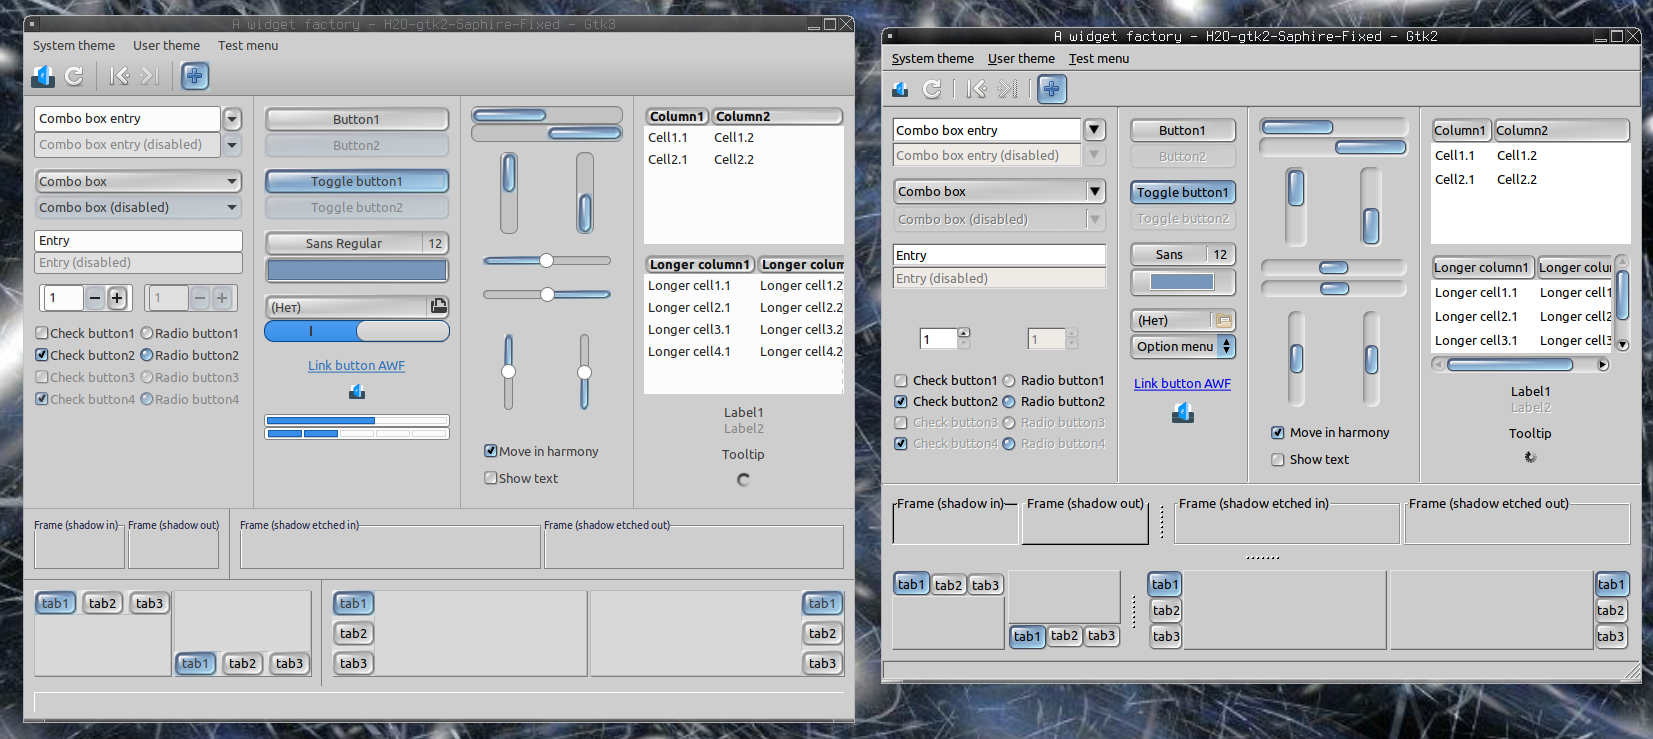 A widget factory - H2O-gtk2-Saphire-Fixed - Gtk3
System theme User theme Test menu
Combo box entry
Combo box entry (disabled)
Combo box
Combo box (disabled)
Entry
Entry (disabled)
1 1
Check button1 Radio button1
Check button2 Radio button2
Check button3 Radio button3
Check button4 Radio button4
Button1
Button2
Toggle button1
Toggle button2
Sans Regular 12
(Нет)
Link button AWF
Move in harmony
Show text
Column1 Column2
Cell1.1 Cell1.2
Cell2.1 Cell2.2
Longer column1 Longer colum
Longer cell1.1 Longer cell1.2
Longer cell2.1 Longer cell2.2
Longer cell3.1 Longer cell3.2
Longer cell4.1 Longer cell4.2
Label1
Label2
Tooltip
Frame (shadow in) Frame (shadow out) Frame (shadow etched in) Frame (shadow etched out)
tab1 tab2 tab3
tab1 tab2 tab3
tab1
tab2
tab3
tab1
tab2
tab3
A widget factory - H2O-gtk2-Saphire-Fixed - Gtk2
System theme User theme Test menu
Combo box entry
Combo box entry (disabled)
Combo box
Combo box (disabled)
Entry
Entry (disabled)
1 1
Check button1 Radio button1
Check button2 Radio button2
Check button3 Radio button3
Check button4 Radio button4
Button1
Button2
Toggle button1
Toggle button2
Sans 12
(Нет)
Option menu
Link button AWF
Move in harmony
Show text
Column1 Column2
Cell1.1 Cell1.2
Cell2.1 Cell2.2
Longer column1 Longer colu
Longer cell1.1 Longer cell1
Longer cell2.1 Longer cell2
Longer cell3.1 Longer cell3
Label1
Label2
Tooltip
Frame (shadow in) Frame (shadow out) Frame (shadow etched in) Frame (shadow etched out)
tab1 tab2 tab3
tab1 tab2 tab3
tab1
tab2
tab3
tab1
tab2
tab3